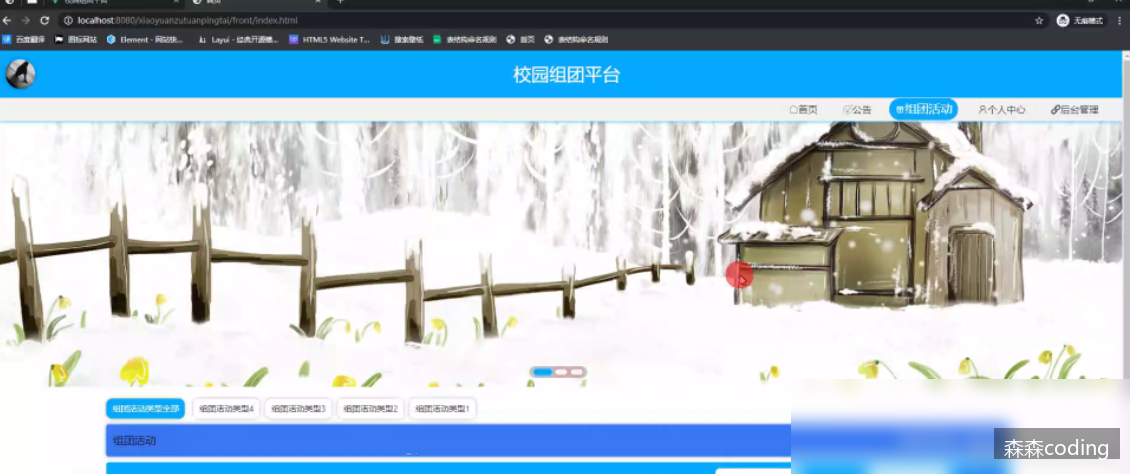 localhost:8080/xiaoyuanzutuanpingtai/front/index.html
无痕模式
百度翻译 图标网站 Element - 网站快... Layui - 经典开源模... HTML5 Website T... 搜索壁纸 表结构命名规则 首页 表结构命名规则
校园组团平台
首页 公告 组团活动 个人中心 后台管理
组团活动类型全部 组团活动类型4 组团活动类型3 组团活动类型2 组团活动类型1
组团活动
森森coding